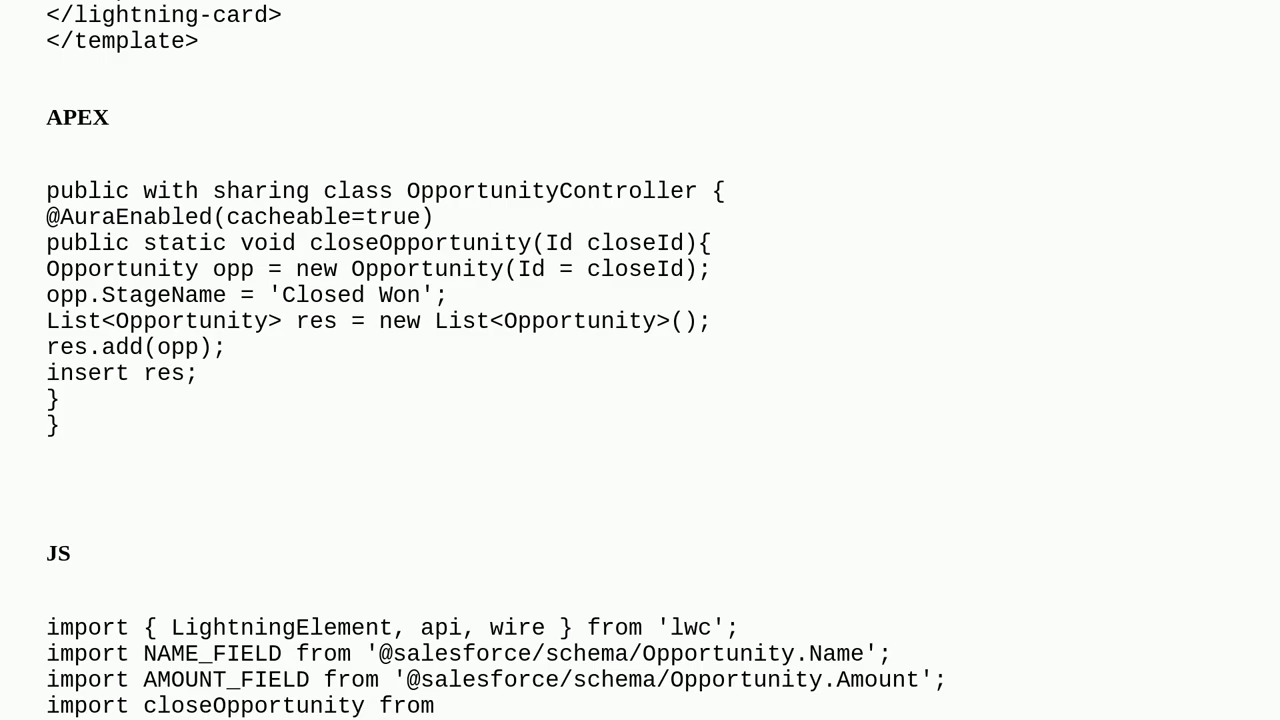 </lightning-card>
</template>
APEX
public with sharing class OpportunityController {
@AuraEnabled(cacheable=true)
public static void closeOpportunity(Id closeId){
Opportunity opp = new Opportunity(Id = closeId);
opp.StageName = 'Closed Won';
List<Opportunity> res = new List<Opportunity>();
res.add(opp);
insert res;
}
}
JS
import { LightningElement, api, wire } from 'lwc';
import NAME_FIELD from '@salesforce/schema/Opportunity.Name';
import AMOUNT_FIELD from '@salesforce/schema/Opportunity.Amount';
import closeOpportunity from